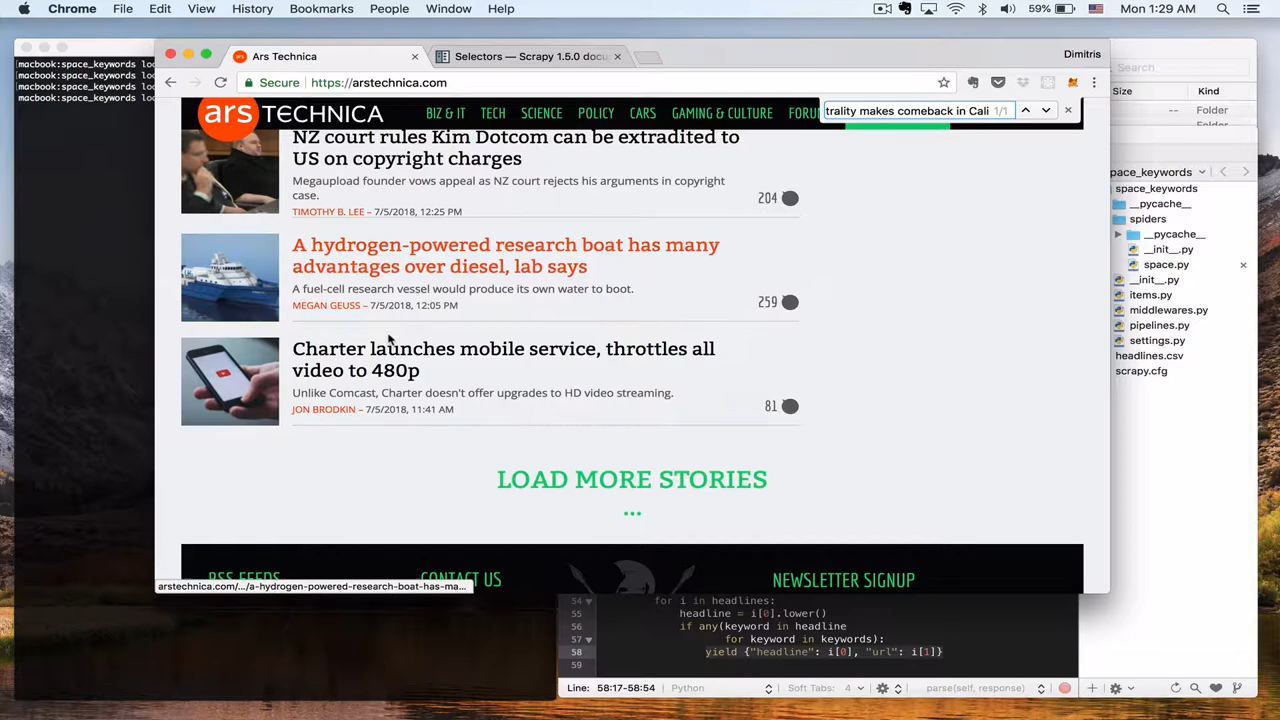 Chrome File Edit View History Bookmarks People Window Help 59% Mon 1:29 AM
Ars Technica
Selectors — Scrapy 1.5.0 docu
Dimitris
Secure https://arstechnica.com
trality makes comeback in Cali 1/1
ars TECHNICA
BIZ & IT TECH SCIENCE POLICY CARS GAMING & CULTURE FORU
NZ court rules Kim Dotcom can be extradited to
US on copyright charges
Megaupload founder vows appeal as NZ court rejects his arguments in copyright
case.
TIMOTHY B. LEE – 7/5/2018, 12:25 PM
204
A hydrogen-powered research boat has many
advantages over diesel, lab says
A fuel-cell research vessel would produce its own water to boot.
MEGAN GEUSS – 7/5/2018, 12:05 PM
259
Charter launches mobile service, throttles all
video to 480p
Unlike Comcast, Charter doesn't offer upgrades to HD video streaming.
JON BRODKIN – 7/5/2018, 11:41 AM
81
LOAD MORE STORIES
RSS FEEDS
CONTACT US
NEWSLETTER SIGNUP
arstechnica.com/.../a-hydrogen-powered-research-boat-has-ma...
[macbook:space_keywords loc
[macbook:space_keywords loc
[macbook:space_keywords loc
macbook:space_keywords loc
Search
Size Kind
-- Folder
Folder
pace_keywords
space_keywords
__pycache__
spiders
__pycache__
__init__.py
space.py
__init__.py
items.py
middlewares.py
pipelines.py
settings.py
headlines.csv
scrapy.cfg
54 for i in headlines:
55 headline = i[0].lower()
56 if any(keyword in headline
57 for keyword in keywords):
58 yield {"headline": i[0], "url": i[1]}
59
Line: 58:17-58:54 Python Soft Tabs: 4 parse(self, response)